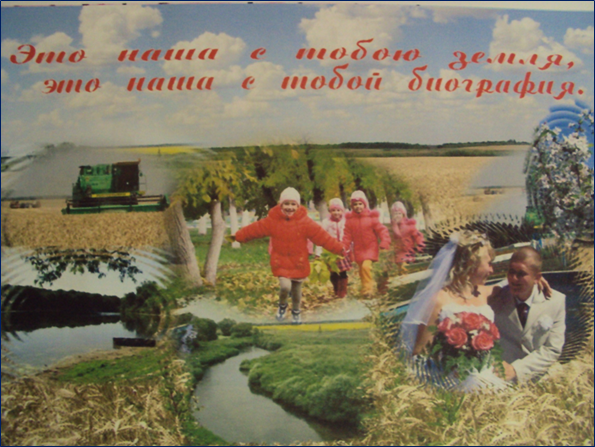 Это наша с тобою земля,
это наша с тобой биография.